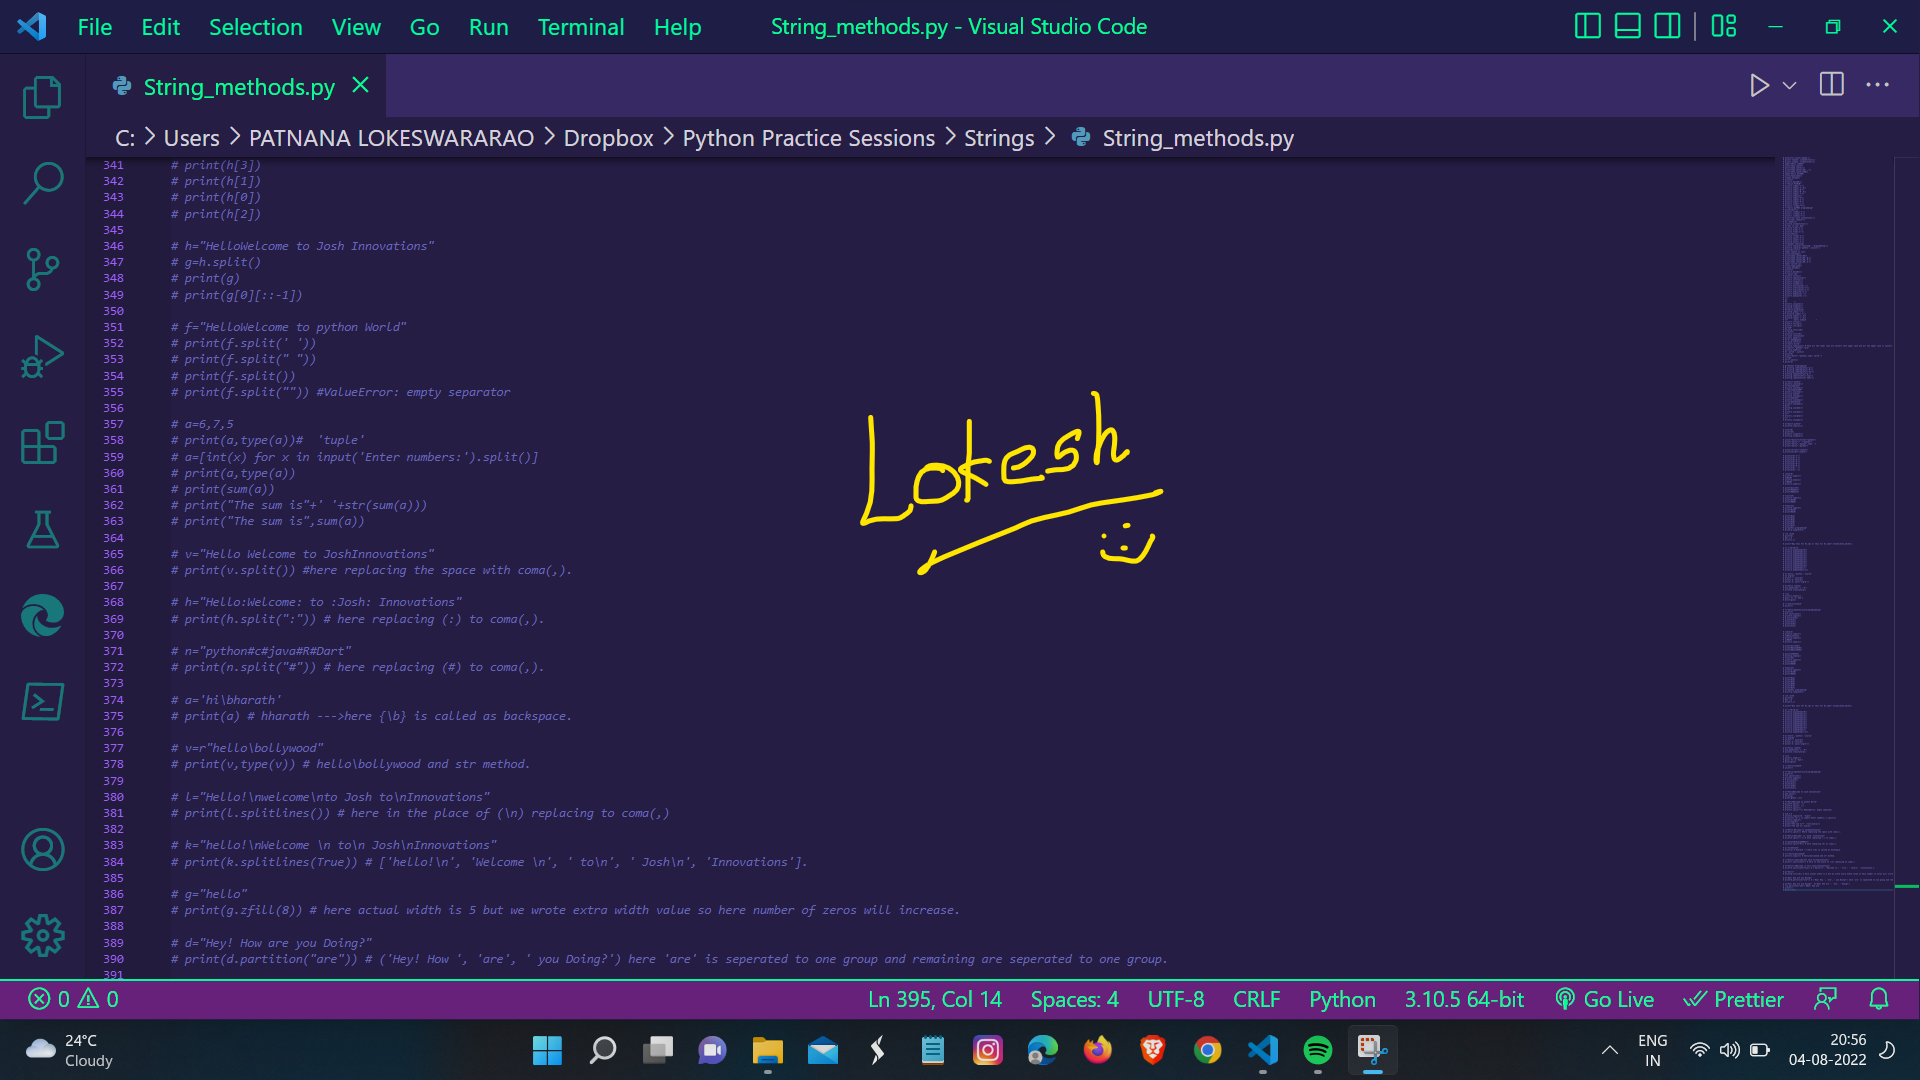 File Edit Selection View Go Run Terminal Help String_methods.py - Visual Studio Code
String_methods.py
C: > Users > PATNANA LOKESWARARAO > Dropbox > Python Practice Sessions > Strings > String_methods.py
341 # print(h[3])
342 # print(h[1])
343 # print(h[0])
344 # print(h[2])
345
346 # h="HelloWelcome to Josh Innovations"
347 # g=h.split()
348 # print(g)
349 # print(g[0][::-1])
350
351 # f="HelloWelcome to python World"
352 # print(f.split(' '))
353 # print(f.split(" "))
354 # print(f.split())
355 # print(f.split("")) #ValueError: empty separator
356
357 # a=6,7,5
358 # print(a,type(a))#  'tuple'
359 # a=[int(x) for x in input('Enter numbers:').split()]
360 # print(a,type(a))
361 # print(sum(a))
362 # print("The sum is"+' '+str(sum(a)))
363 # print("The sum is",sum(a))
364
365 # v="Hello Welcome to JoshInnovations"
366 # print(v.split()) #here replacing the space with coma(,).
367
368 # h="Hello:Welcome: to :Josh: Innovations"
369 # print(h.split(":")) # here replacing (:) to coma(,).
370
371 # n="python#c#java#R#Dart"
372 # print(n.split("#")) # here replacing (#) to coma(,).
373
374 # a='hi\bharath'
375 # print(a) # hharath --->here {\b} is called as backspace.
376
377 # v=r"hello\bollywood"
378 # print(v,type(v)) # hello\bollywood and str method.
379
380 # l="Hello!\nwelcome\nto Josh to\nInnovations"
381 # print(l.splitlines()) # here in the place of (\n) replacing to coma(,)
382
383 # k="hello!\nWelcome \n to\n Josh\nInnovations"
384 # print(k.splitlines(True)) # ['hello!\n', 'Welcome \n', ' to\n', ' Josh\n', 'Innovations'].
385
386 # g="hello"
387 # print(g.zfill(8)) # here actual width is 5 but we wrote extra width value so here number of zeros will increase.
388
389 # d="Hey! How are you Doing?"
390 # print(d.partition("are")) # ('Hey! How ', 'are', ' you Doing?') here 'are' is seperated to one group and remaining are seperated to one group.
391
Lokesh
0 0 Ln 395, Col 14 Spaces: 4 UTF-8 CRLF Python 3.10.5 64-bit Go Live Prettier
24°C
Cloudy
ENG
IN
20:56
04-08-2022